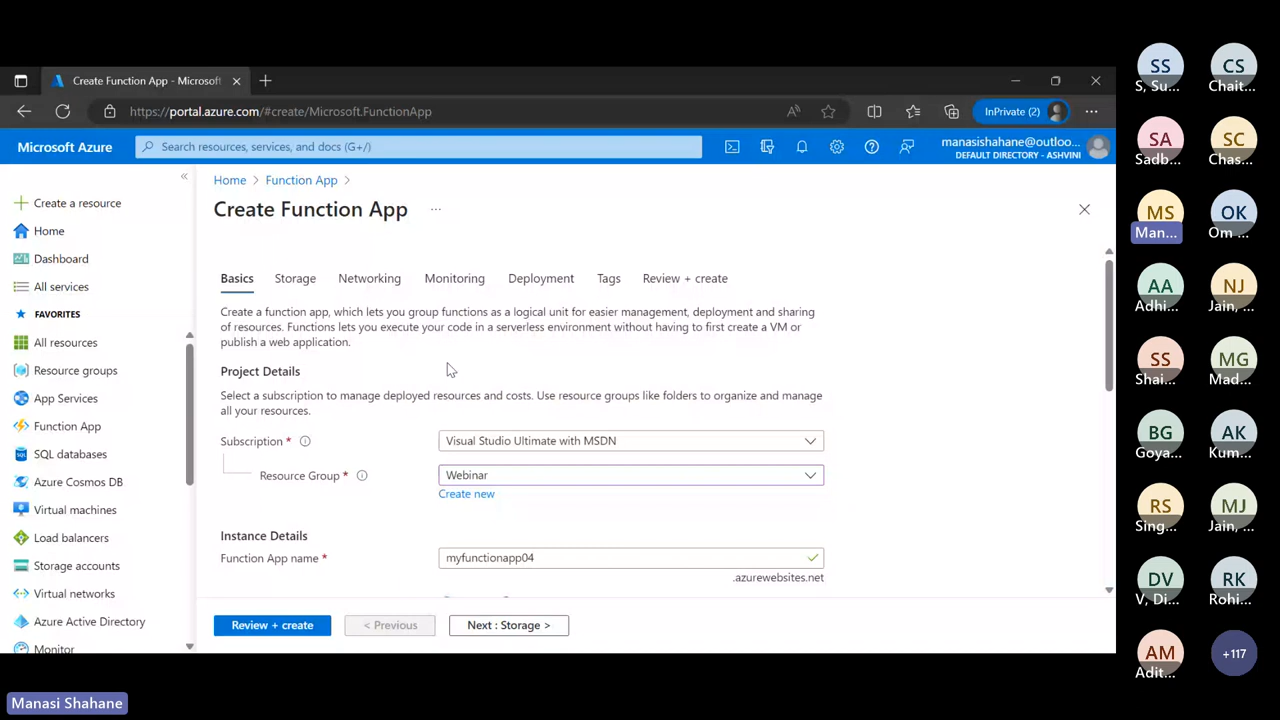 Create Function App - Microsoft
https://portal.azure.com/#create/Microsoft.FunctionApp
InPrivate (2)
Microsoft Azure
Search resources, services, and docs (G+/)
manasishahane@outloo...
DEFAULT DIRECTORY - ASHVINI
Create a resource
Home
Dashboard
All services
FAVORITES
All resources
Resource groups
App Services
Function App
SQL databases
Azure Cosmos DB
Virtual machines
Load balancers
Storage accounts
Virtual networks
Azure Active Directory
Monitor
Home > Function App >
Create Function App ...
Basics Storage Networking Monitoring Deployment Tags Review + create
Create a function app, which lets you group functions as a logical unit for easier management, deployment and sharing
of resources. Functions lets you execute your code in a serverless environment without having to first create a VM or
publish a web application.
Project Details
Select a subscription to manage deployed resources and costs. Use resource groups like folders to organize and manage
all your resources.
Subscription * Visual Studio Ultimate with MSDN
Resource Group * Webinar
Create new
Instance Details
Function App name * myfunctionapp04
.azurewebsites.net
Review + create < Previous Next : Storage >
SS CS
S, Su... Chait...
SA SC
Sadb... Chas...
MS OK
Man... Om ...
AA NJ
Adhi... Jain, ...
SS MG
Shai... Mad...
BG AK
Goya... Kum...
RS MJ
Sing... Jain, ...
DV RK
V, Di... Rohi...
AM +117
Adit...
Manasi Shahane